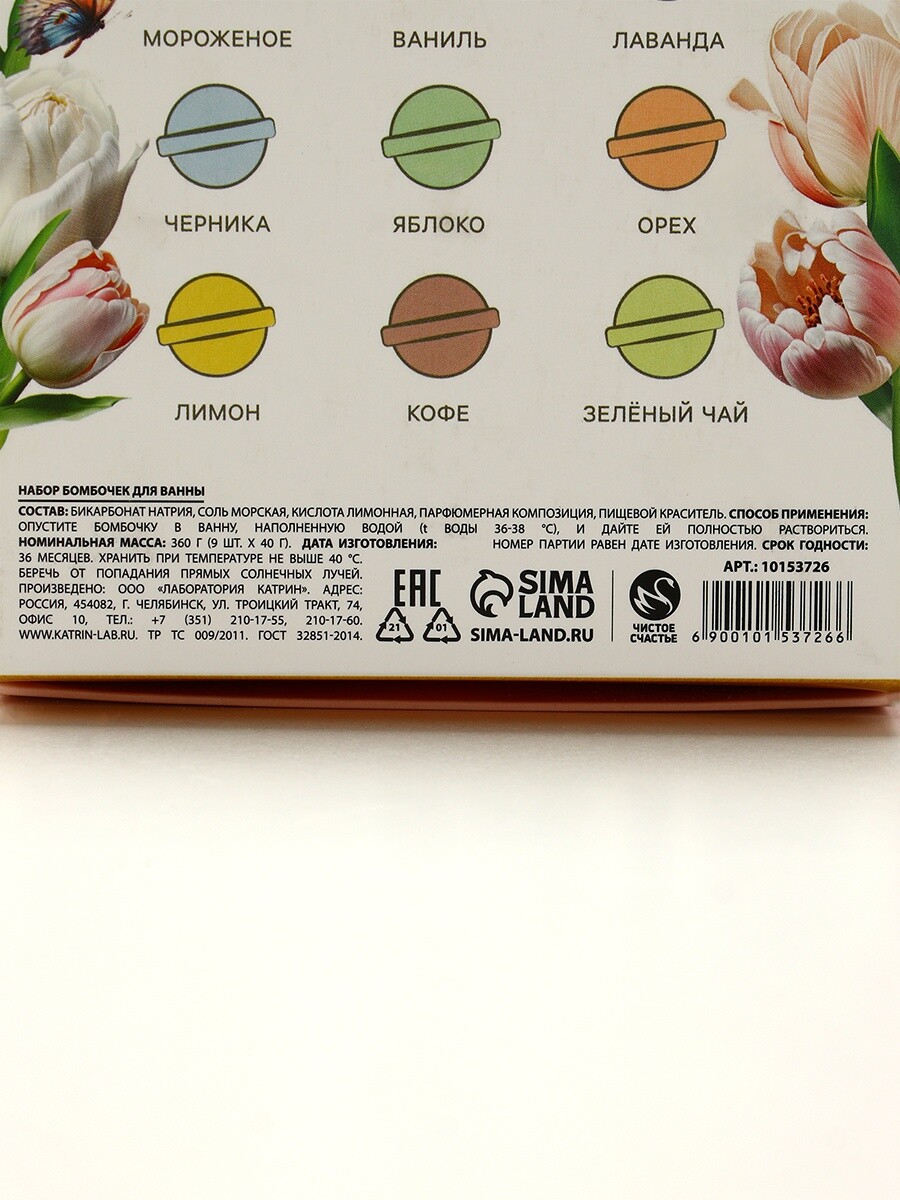 МОРОЖЕНОЕ ВАНИЛЬ ЛАВАНДА
ЧЕРНИКА ЯБЛОКО ОРЕХ
ЛИМОН КОФЕ ЗЕЛЁНЫЙ ЧАЙ
НАБОР БОМБОЧЕК ДЛЯ ВАННЫ
СОСТАВ: БИКАРБОНАТ НАТРИЯ, СОЛЬ МОРСКАЯ, КИСЛОТА ЛИМОННАЯ, ПАРФЮМЕРНАЯ КОМПОЗИЦИЯ, ПИЩЕВОЙ КРАСИТЕЛЬ. СПОСОБ ПРИМЕНЕНИЯ:
ОПУСТИТЕ БОМБОЧКУ В ВАННУ, НАПОЛНЕННУЮ ВОДОЙ (t ВОДЫ 36-38 °C), И ДАЙТЕ ЕЙ ПОЛНОСТЬЮ РАСТВОРИТЬСЯ.
НОМИНАЛЬНАЯ МАССА: 360 Г (9 ШТ. Х 40 Г). ДАТА ИЗГОТОВЛЕНИЯ: НОМЕР ПАРТИИ РАВЕН ДАТЕ ИЗГОТОВЛЕНИЯ. СРОК ГОДНОСТИ:
36 МЕСЯЦЕВ. ХРАНИТЬ ПРИ ТЕМПЕРАТУРЕ НЕ ВЫШЕ 40 °C.
БЕРЕЧЬ ОТ ПОПАДАНИЯ ПРЯМЫХ СОЛНЕЧНЫХ ЛУЧЕЙ.
ПРОИЗВЕДЕНО: ООО «ЛАБОРАТОРИЯ КАТРИН». АДРЕС:
РОССИЯ, 454082, Г. ЧЕЛЯБИНСК, УЛ. ТРОИЦКИЙ ТРАКТ, 74,
ОФИС 10, ТЕЛ.: +7 (351) 210-17-55, 210-17-60.
WWW.KATRIN-LAB.RU. ТР ТС 009/2011. ГОСТ 32851-2014.
EAC
21 01
SIMA
LAND
SIMA-LAND.RU
ЧИСТОЕ
СЧАСТЬЕ
АРТ.: 10153726
6 900101 537266